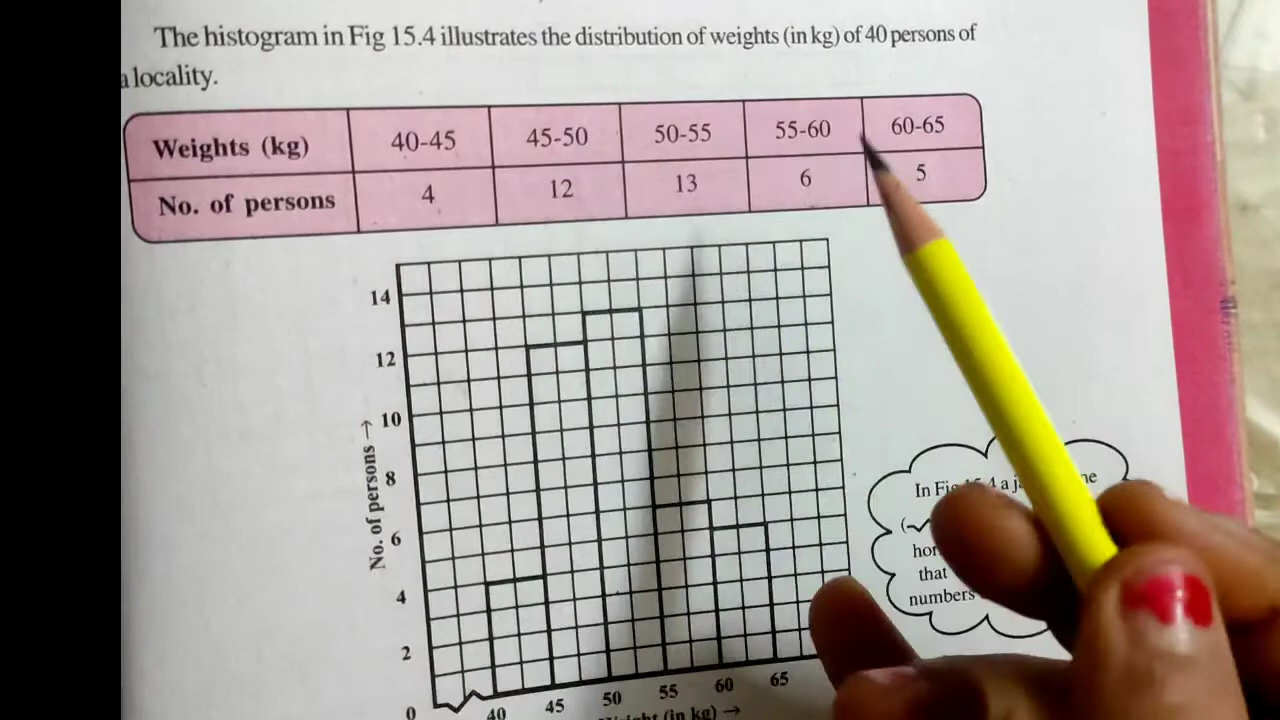 The histogram in Fig 15.4 illustrates the distribution of weights (in kg) of 40 persons of
a locality.
Weights (kg) 40-45 45-50 50-55 55-60 60-65
No. of persons 4 12 13 6 5
14
12
10
8
6
4
2
0
No. of persons →
40 45 50 55 60 65
(in kg) →
In
4 a
that
numbers